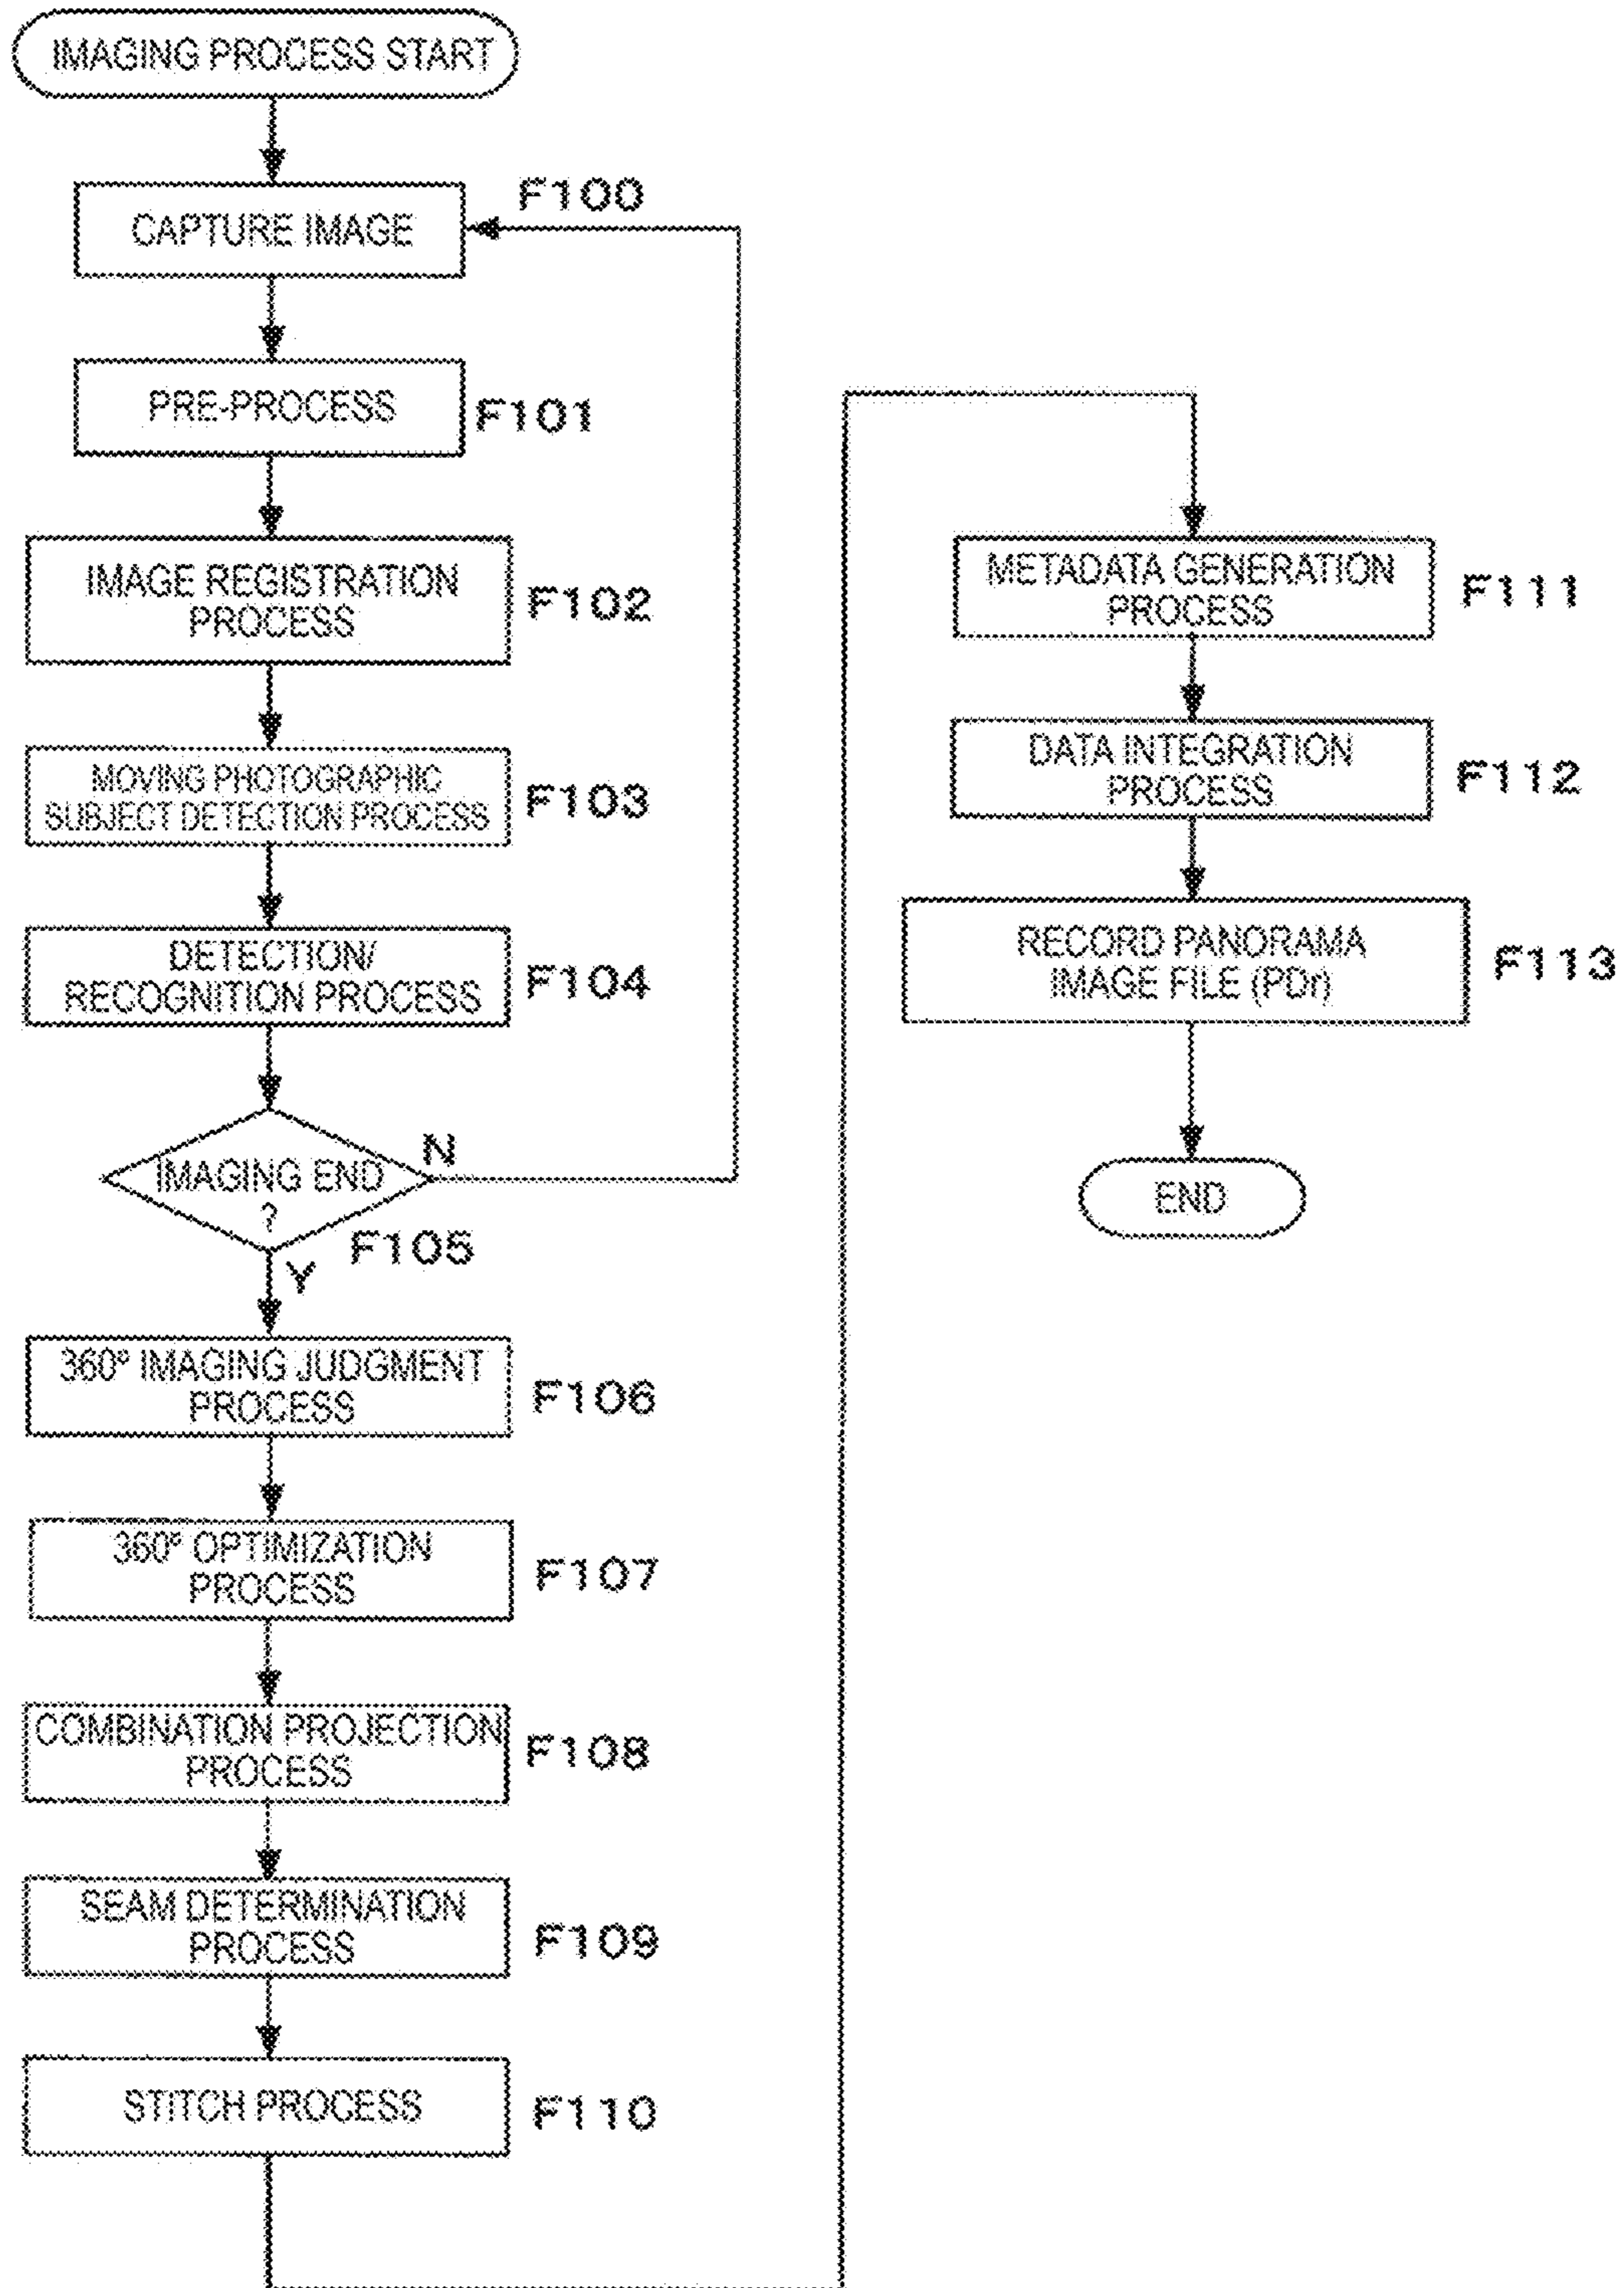 IMAGING PROCESS START
CAPTURE IMAGE
F100
PRE-PROCESS
F101
IMAGE REGISTRATION
PROCESS
F102
MOVING PHOTOGRAPHIC
SUBJECT DETECTION PROCESS
F103
DETECTION/
RECOGNITION PROCESS
F104
IMAGING END
?
N
F105
Y
360° IMAGING JUDGMENT
PROCESS
F106
360° OPTIMIZATION
PROCESS
F107
COMBINATION PROJECTION
PROCESS
F108
SEAM DETERMINATION
PROCESS
F109
STITCH PROCESS
F110
METADATA GENERATION
PROCESS
F111
DATA INTEGRATION
PROCESS
F112
RECORD PANORAMA
IMAGE FILE (PDr)
F113
END